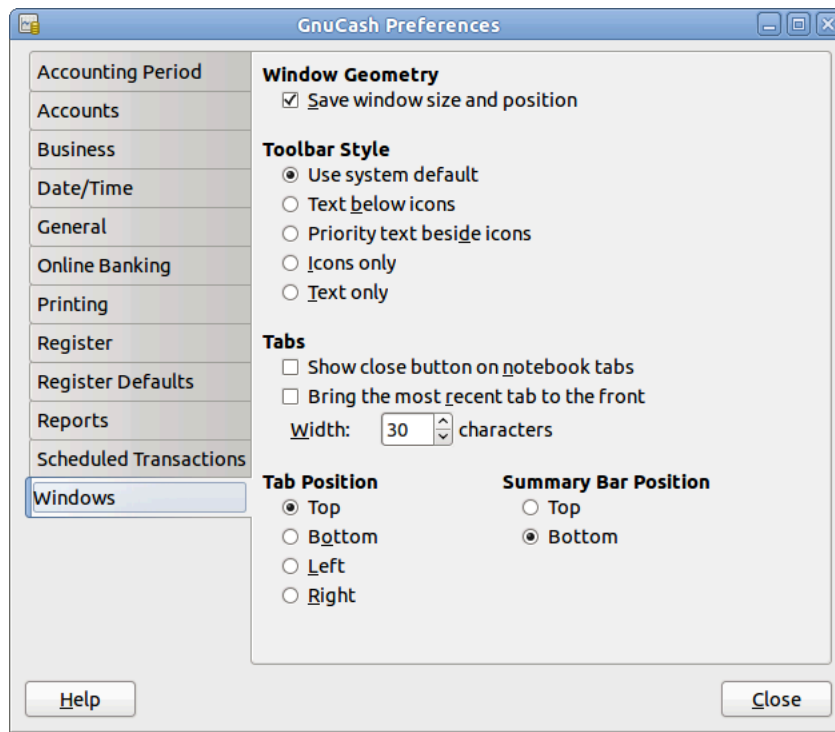 GnuCash Preferences
Accounting Period
Accounts
Business
Date/Time
General
Online Banking
Printing
Register
Register Defaults
Reports
Scheduled Transactions
Windows
Window Geometry
Save window size and position
Toolbar Style
Use system default
Text below icons
Priority text beside icons
Icons only
Text only
Tabs
Show close button on notebook tabs
Bring the most recent tab to the front
Width: 30 characters
Tab Position
Top
Bottom
Left
Right
Summary Bar Position
Top
Bottom
Help
Close